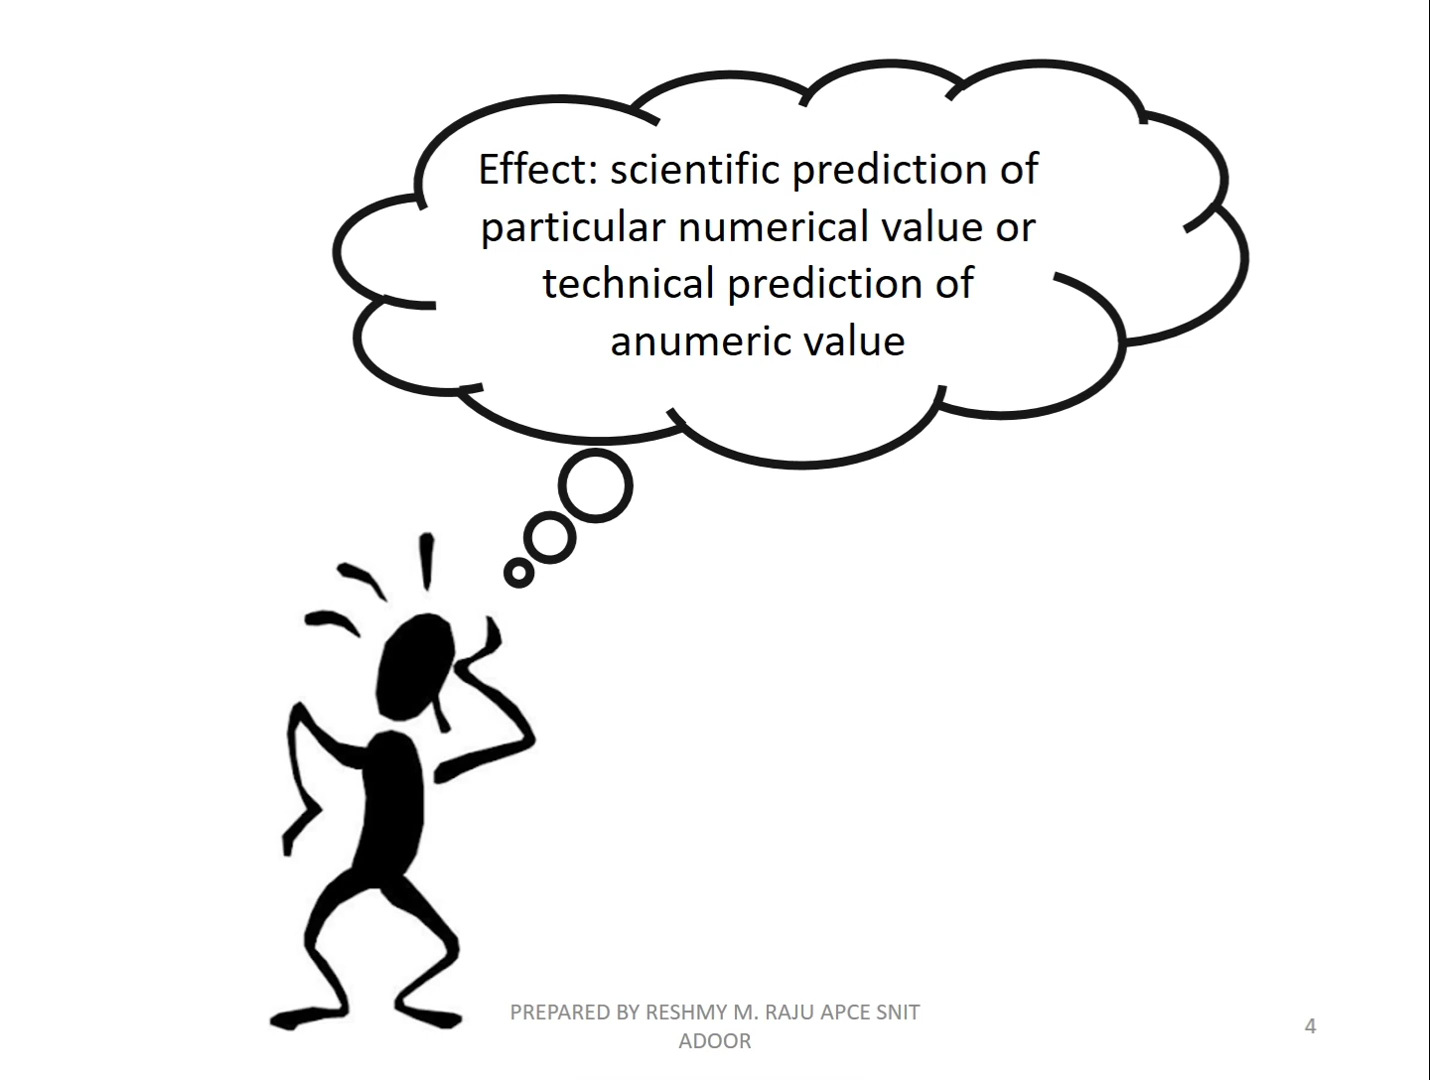 Effect: scientific prediction of
particular numerical value or
technical prediction of
anumeric value
PREPARED BY RESHMY M. RAJU APCE SNIT
ADOOR
4